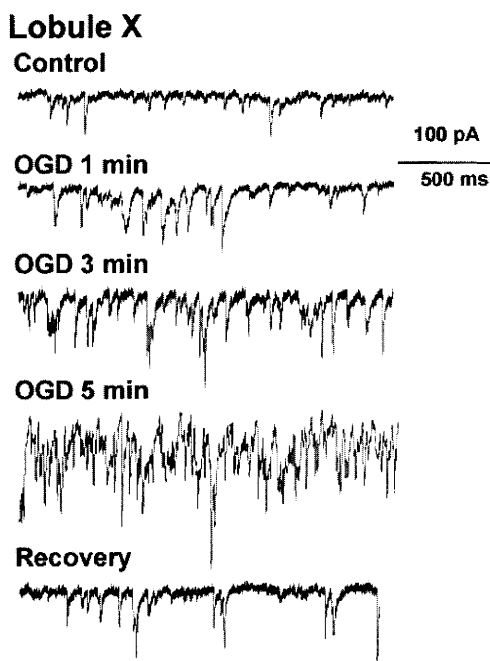 Lobule X
Control
100 pA
500 ms
OGD 1 min
OGD 3 min
OGD 5 min
Recovery